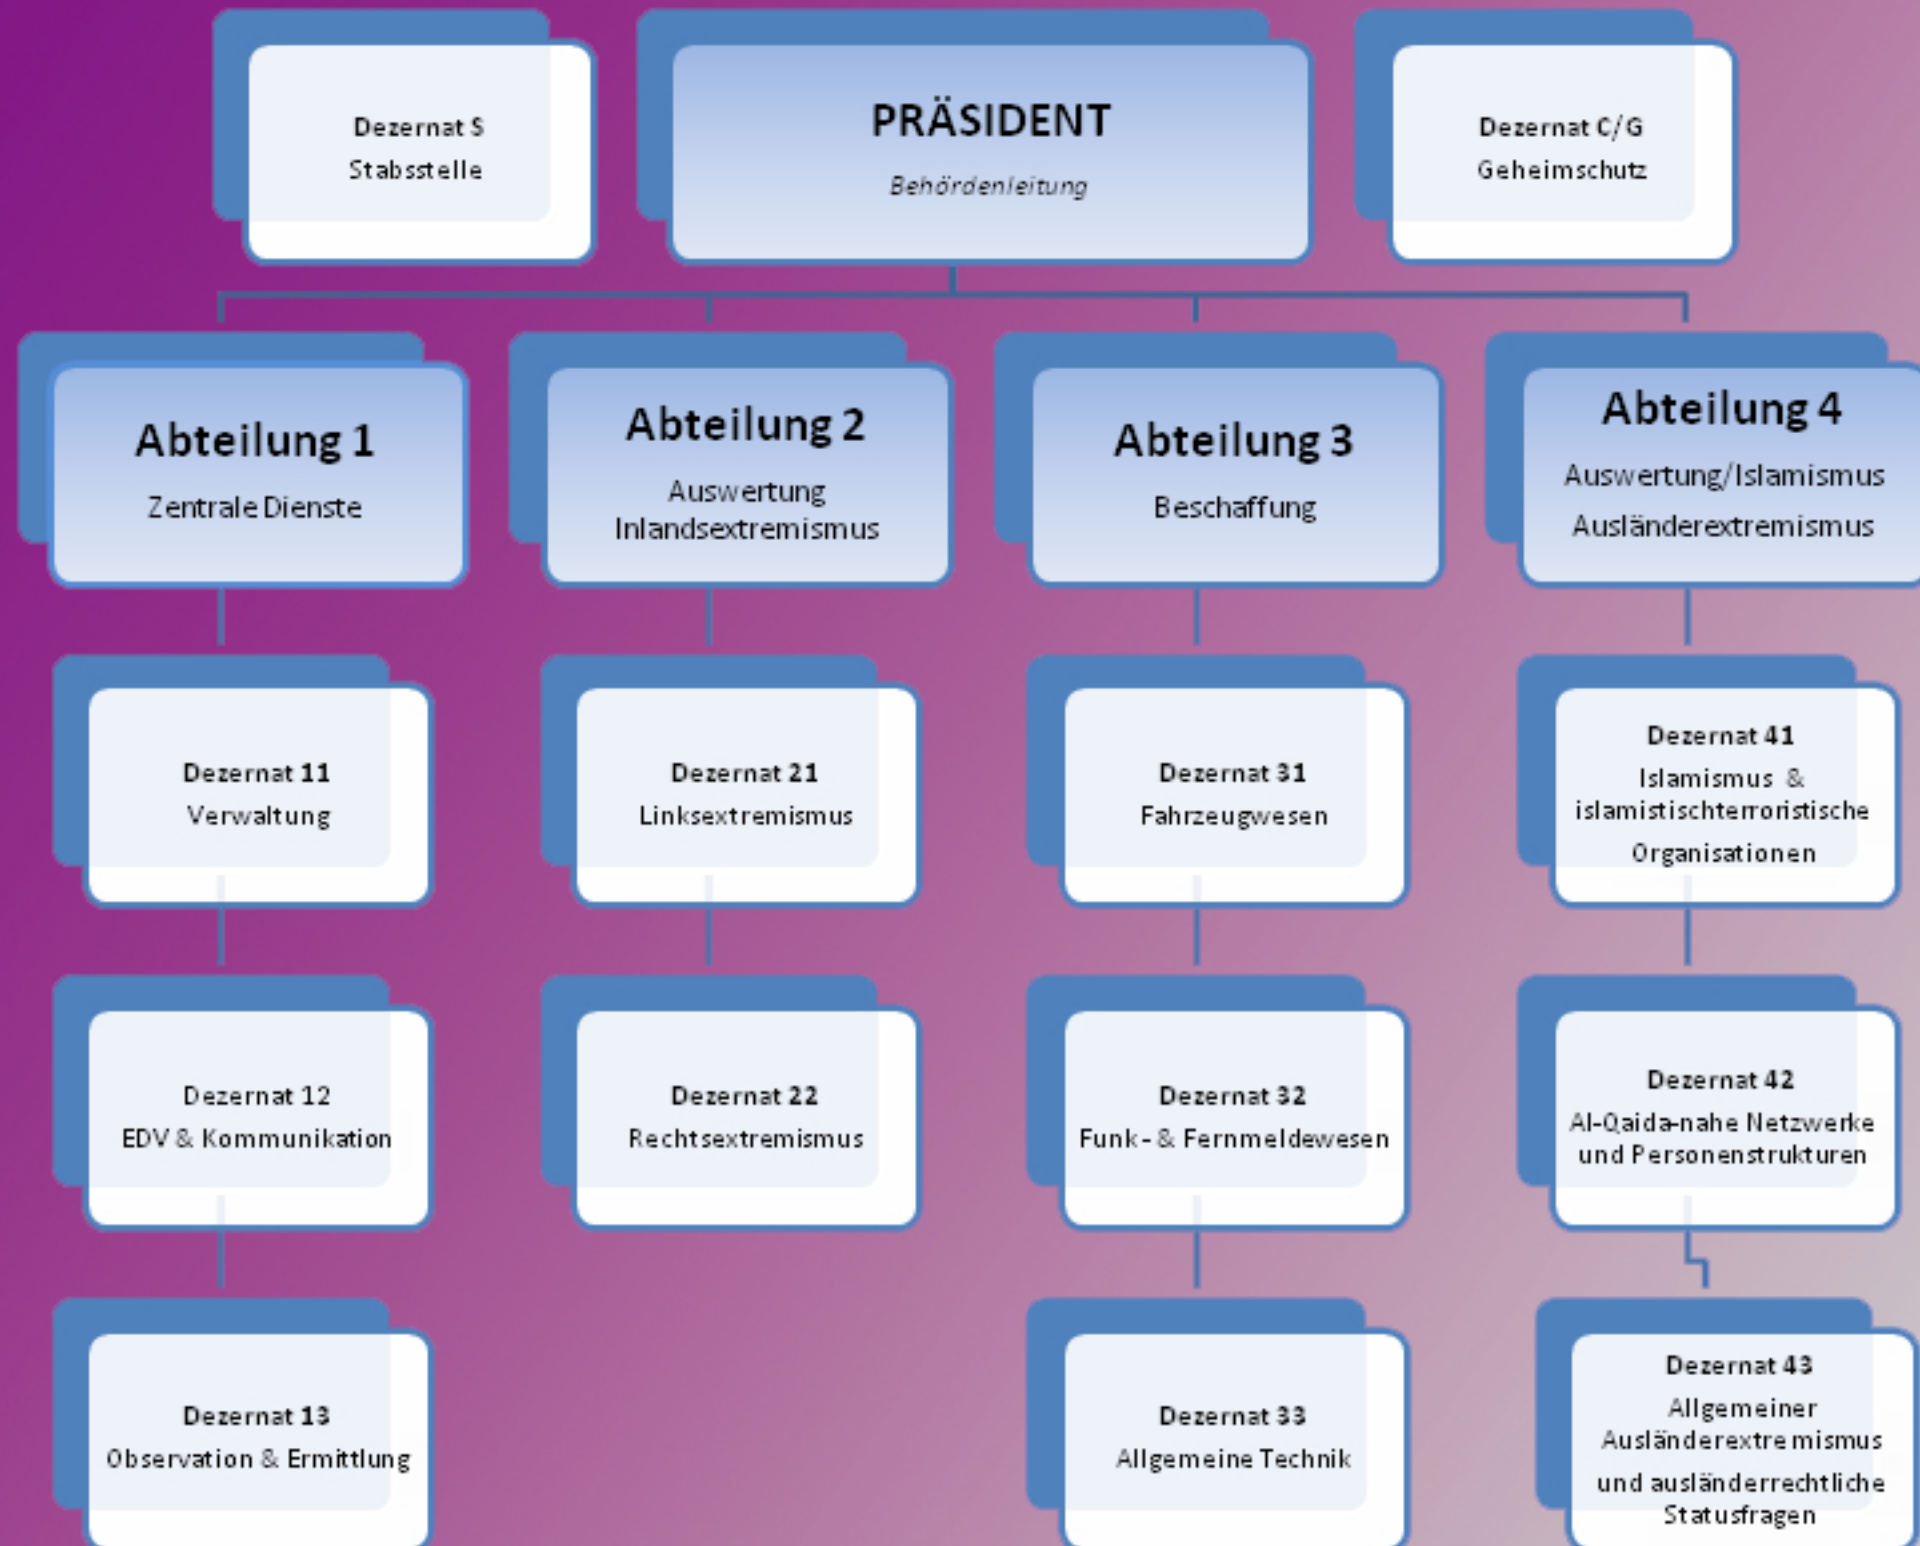 Dezernat S
Stabsstelle
PRÄSIDENT
Behördenleitung
Dezernat C/G
Geheimschutz
Abteilung 1
Zentrale Dienste
Abteilung 2
Auswertung
Inlandsextremismus
Abteilung 3
Beschaffung
Abteilung 4
Auswertung/Islamismus
Ausländerextremismus
Dezernat 11
Verwaltung
Dezernat 21
Linksextremismus
Dezernat 31
Fahrzeugwesen
Dezernat 41
Islamismus &
islamistischterroristische
Organisationen
Dezernat 12
EDV & Kommunikation
Dezernat 22
Rechtsextremismus
Dezernat 32
Funk- & Fernmeldewesen
Dezernat 42
Al-Qaida-nahe Netzwerke
und Personenstrukturen
Dezernat 13
Observation & Ermittlung
Dezernat 33
Allgemeine Technik
Dezernat 43
Allgemeiner
Ausländerextremismus
und ausländerrechtliche
Statusfragen